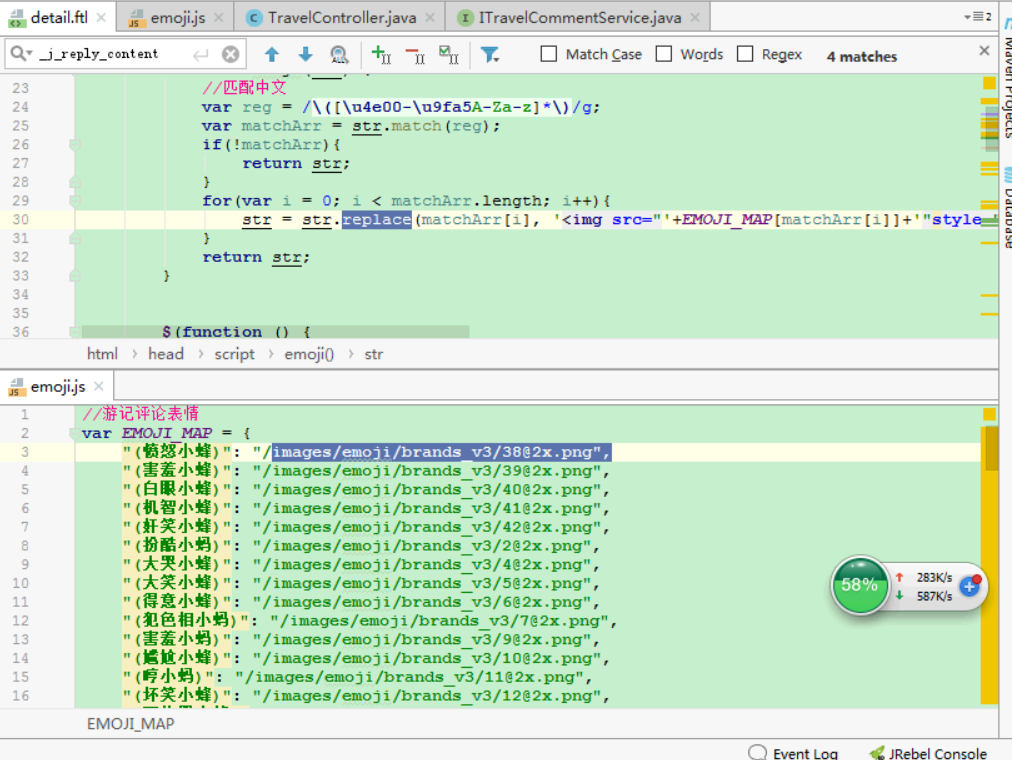 detail.ftl emoji.js TravelController.java ITravelCommentService.java 2
_j_reply_content Match Case Words Regex 4 matches
23 //匹配中文
24 var reg = /\([\u4e00-\u9fa5A-Za-z]*\)/g;
25 var matchArr = str.match(reg);
26 if(!matchArr){
27 return str;
28 }
29 for(var i = 0; i < matchArr.length; i++){
30 str = str.replace(matchArr[i], '<img src="'+EMOJI_MAP[matchArr[i]]+'"style
31 }
32 return str;
33 }
34
35
36 $(function () {
html > head > script > emoji() > str
emoji.js
1 //游记评论表情
2 var EMOJI_MAP = {
3 "(愤怒小蜂)": "/images/emoji/brands_v3/38@2x.png",
4 "(害羞小蜂)": "/images/emoji/brands_v3/39@2x.png",
5 "(白眼小蜂)": "/images/emoji/brands_v3/40@2x.png",
6 "(机智小蜂)": "/images/emoji/brands_v3/41@2x.png",
7 "(奸笑小蜂)": "/images/emoji/brands_v3/42@2x.png",
8 "(扮酷小蚂)": "/images/emoji/brands_v3/2@2x.png",
9 "(大哭小蜂)": "/images/emoji/brands_v3/4@2x.png",
10 "(大笑小蜂)": "/images/emoji/brands_v3/5@2x.png",
11 "(得意小蜂)": "/images/emoji/brands_v3/6@2x.png",
12 "(犯色相小蚂)": "/images/emoji/brands_v3/7@2x.png",
13 "(害羞小蚂)": "/images/emoji/brands_v3/9@2x.png",
14 "(尴尬小蜂)": "/images/emoji/brands_v3/10@2x.png",
15 "(哼小蚂)": "/images/emoji/brands_v3/11@2x.png",
16 "(坏笑小蜂)": "/images/emoji/brands_v3/12@2x.png",
EMOJI_MAP
58% 283K/s
587K/s
Event Log JRebel Console
Maven Projects
Database